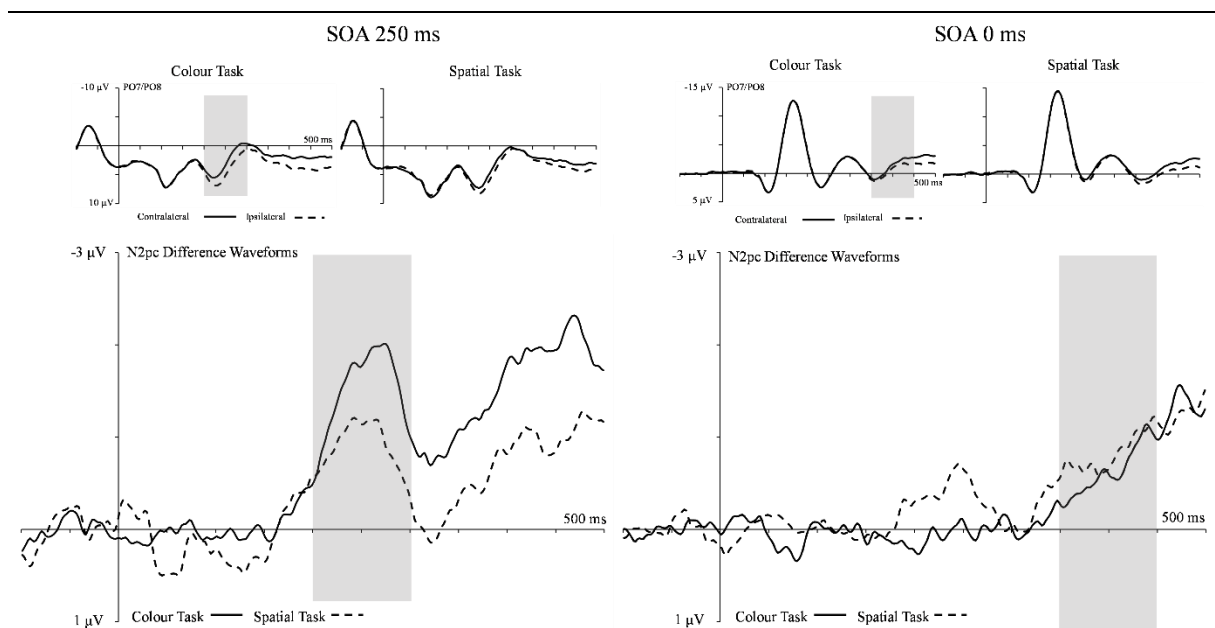 SOA 250 ms
Colour Task
Spatial Task
-10 µV
PO7/PO8
500 ms
10 µV
Contralateral
Ipsilateral
-3 µV
N2pc Difference Waveforms
500 ms
1 µV
Colour Task
Spatial Task
SOA 0 ms
Colour Task
Spatial Task
-15 µV
PO7/PO8
500 ms
5 µV
Contralateral
Ipsilateral
-3 µV
N2pc Difference Waveforms
500 ms
1 µV
Colour Task
Spatial Task